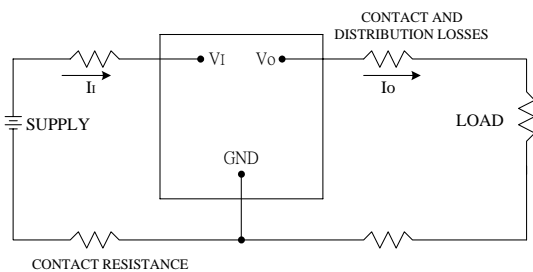 CONTACT AND
DISTRIBUTION LOSSES
VI
VO
II
IO
SUPPLY
LOAD
GND
CONTACT RESISTANCE